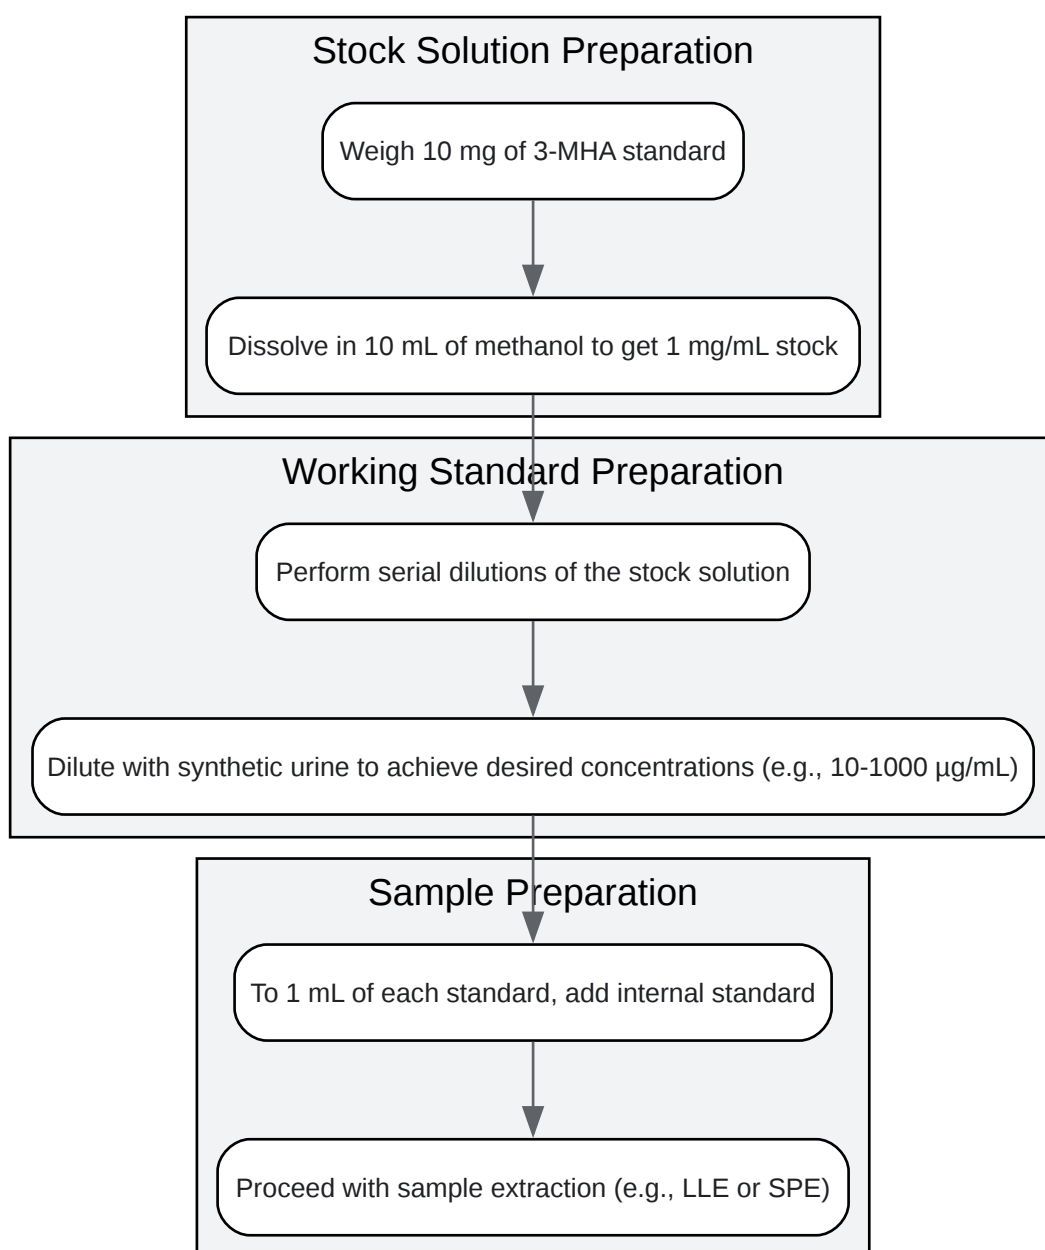 Stock Solution Preparation
Weigh 10 mg of 3-MHA standard
Dissolve in 10 mL of methanol to get 1 mg/mL stock
Working Standard Preparation
Perform serial dilutions of the stock solution
Dilute with synthetic urine to achieve desired concentrations (e.g., 10-1000 µg/mL)
Sample Preparation
To 1 mL of each standard, add internal standard
Proceed with sample extraction (e.g., LLE or SPE)